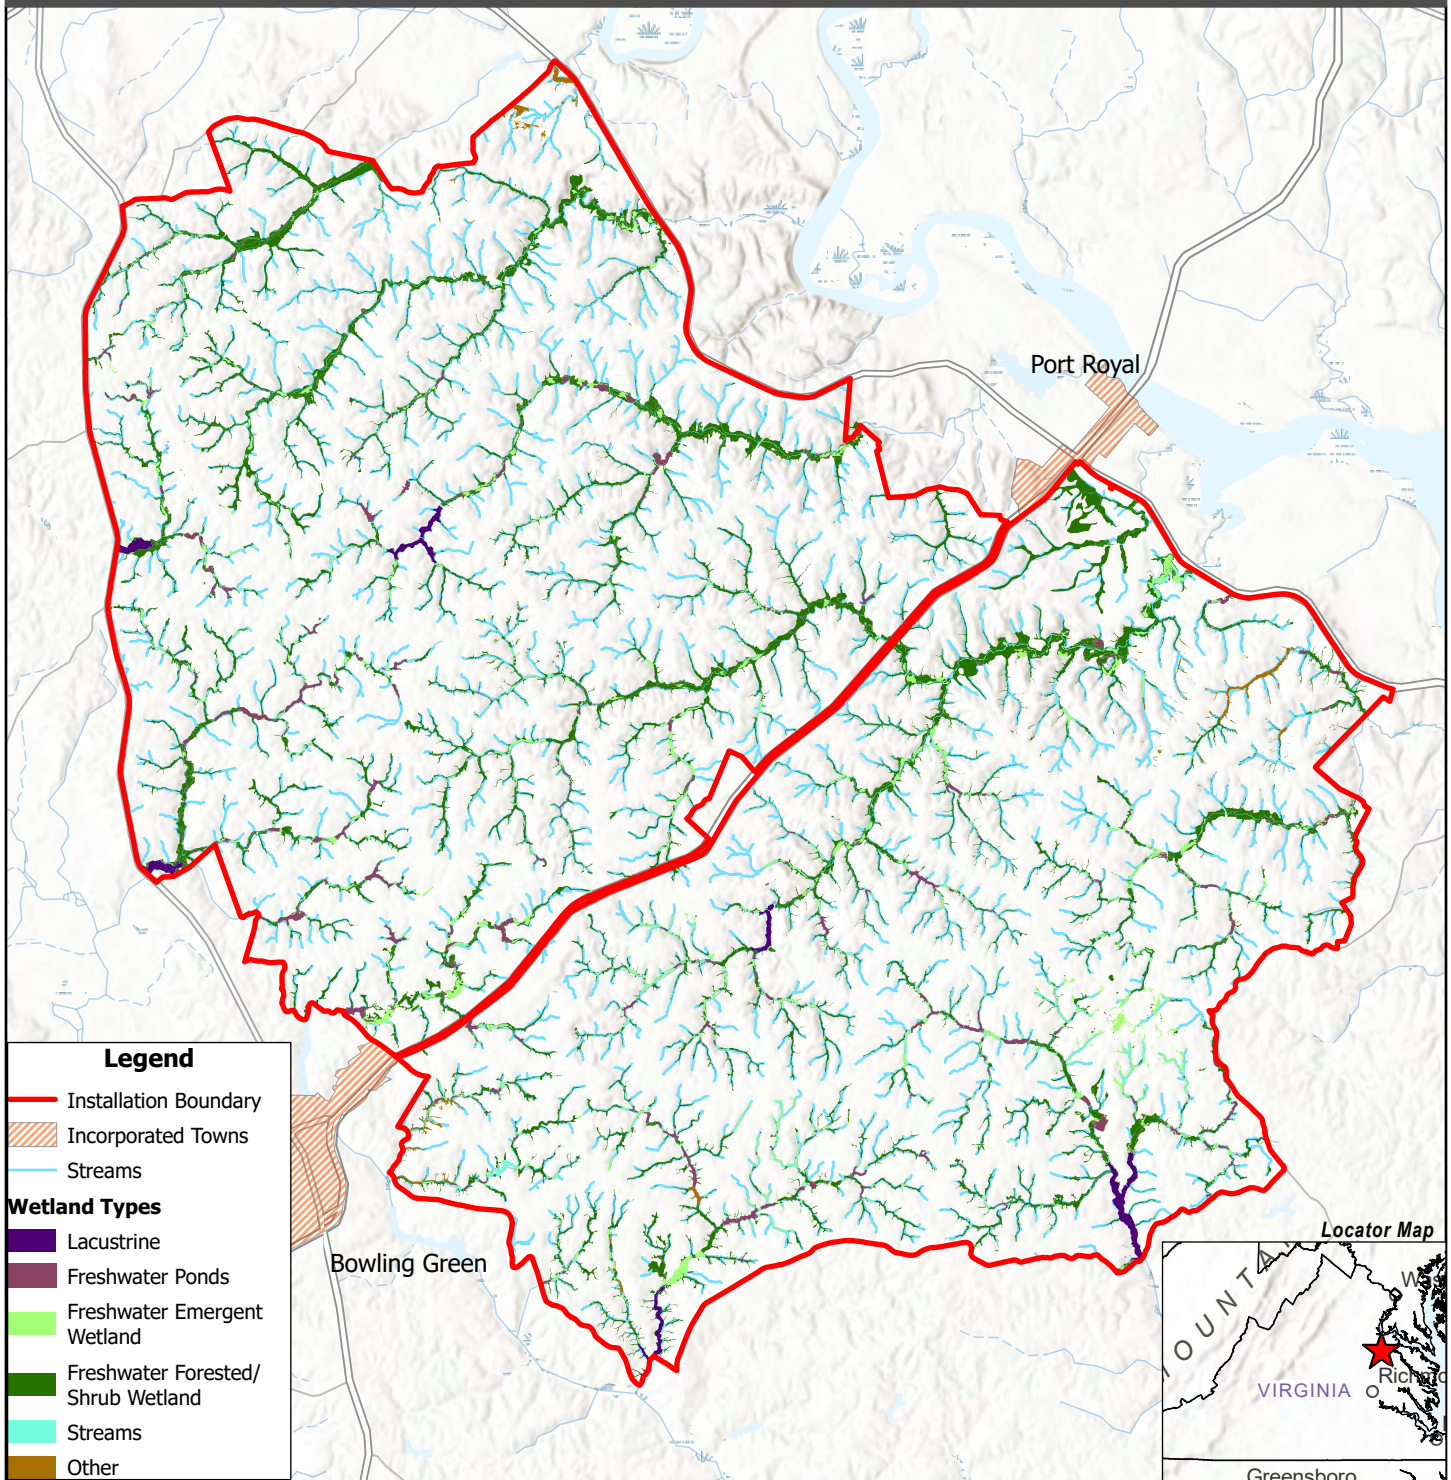 Port Royal
Bowling Green
Legend
Installation Boundary
Incorporated Towns
Streams
Wetland Types
Lacustrine
Freshwater Ponds
Freshwater Emergent
Wetland
Freshwater Forested/
Shrub Wetland
Streams
Other
Locator Map
VIRGINIA
Greensboro